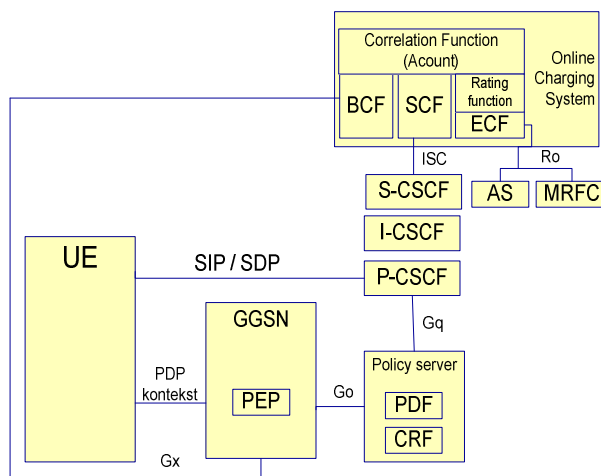 Correlation Function
(Acount)
Online
Charging
System
BCF
SCF
Rating
function
ECF
ISC
Ro
S-CSCF
AS
MRFC
I-CSCF
UE
SIP / SDP
P-CSCF
GGSN
Gq
PDP
kontekst
PEP
Go
Policy server
PDF
CRF
Gx